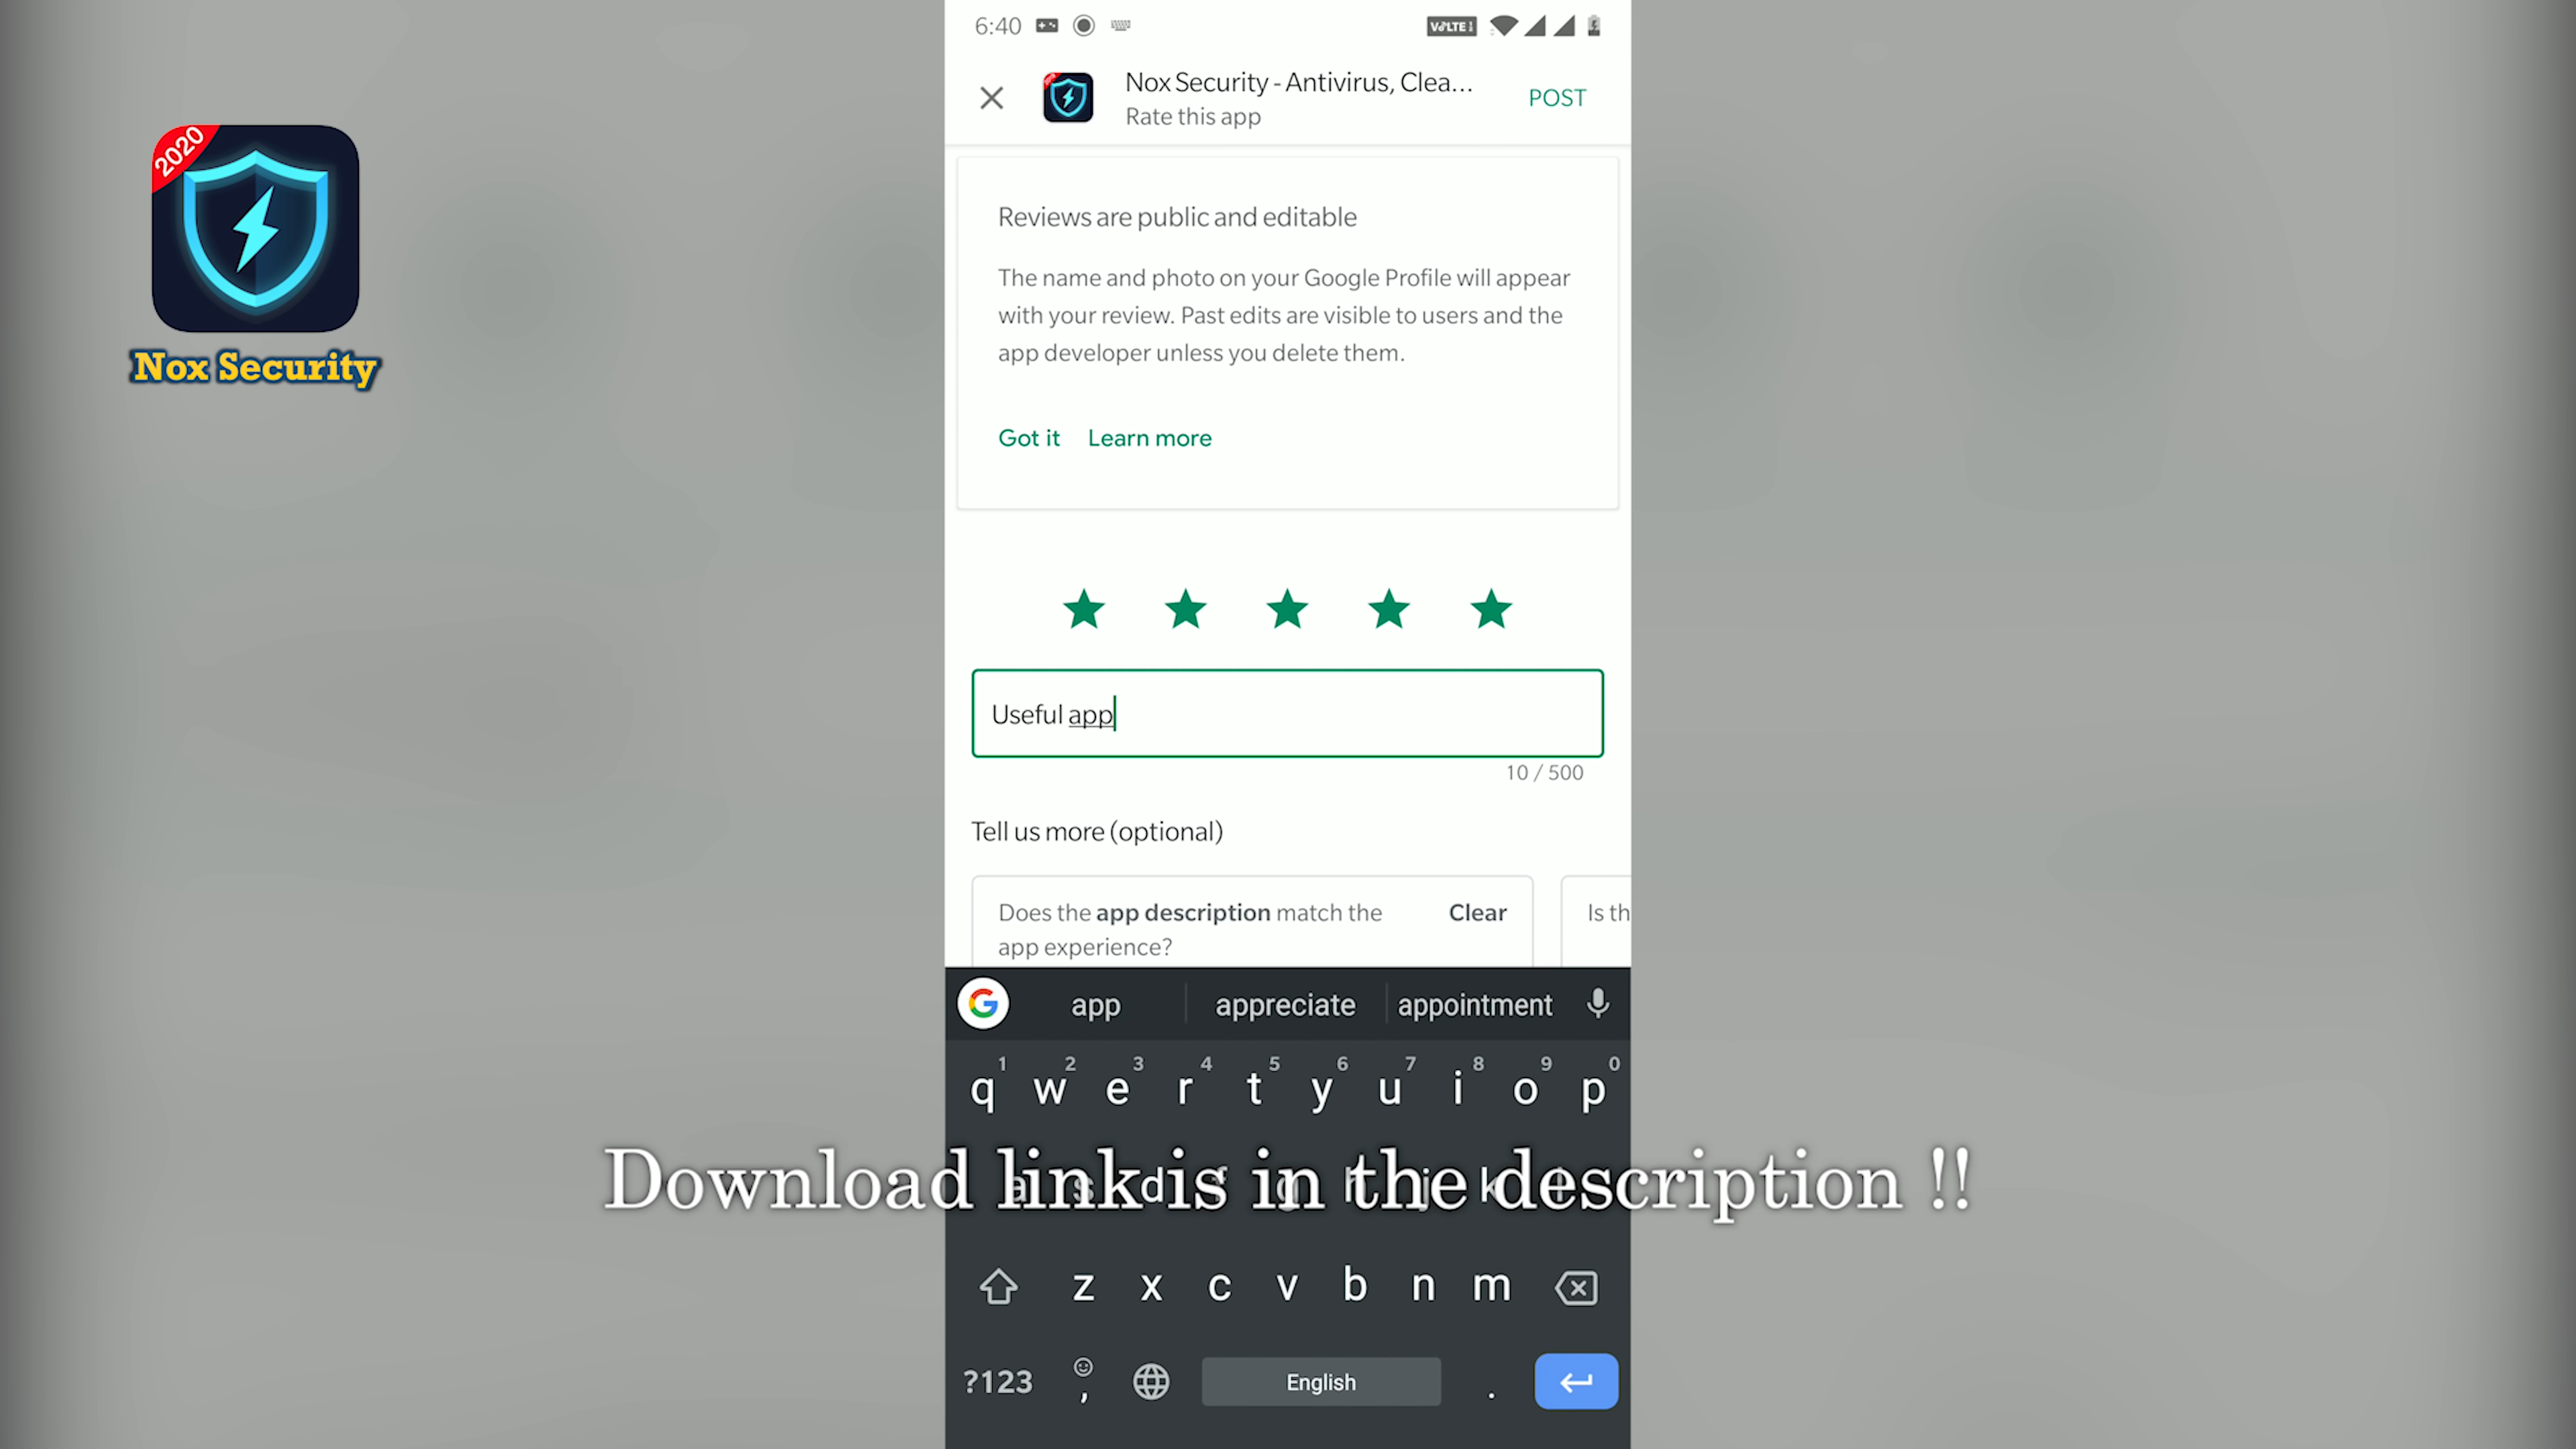 6:40
VoLTE 1
Nox Security - Antivirus, Clea...
Rate this app
POST
2020
Nox Security
Reviews are public and editable
The name and photo on your Google Profile will appear
with your review. Past edits are visible to users and the
app developer unless you delete them.
Got it Learn more
Useful app
10 / 500
Tell us more (optional)
Does the app description match the
app experience?
Clear
Is th
G
app appreciate appointment
1 2 3 4 5 6 7 8 9 0
q w e r t y u i o p
a s d f g h j k l
Download link is in the description !!
z x c v b n m
?123 , English .